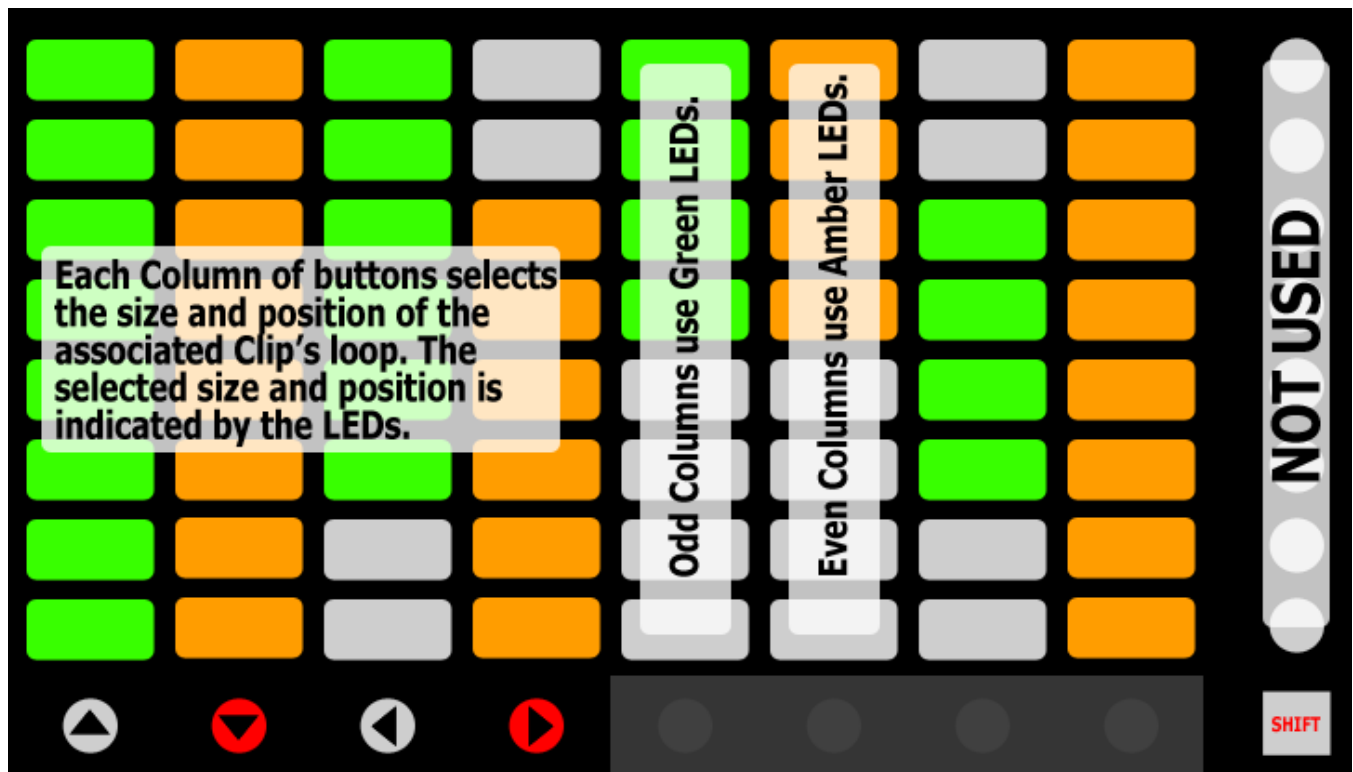 Each Column of buttons selects
the size and position of the
associated Clip's loop. The
selected size and position is
indicated by the LEDs.
Odd Columns use Green LEDs.
Even Columns use Amber LEDs.
NOT USED
SHIFT